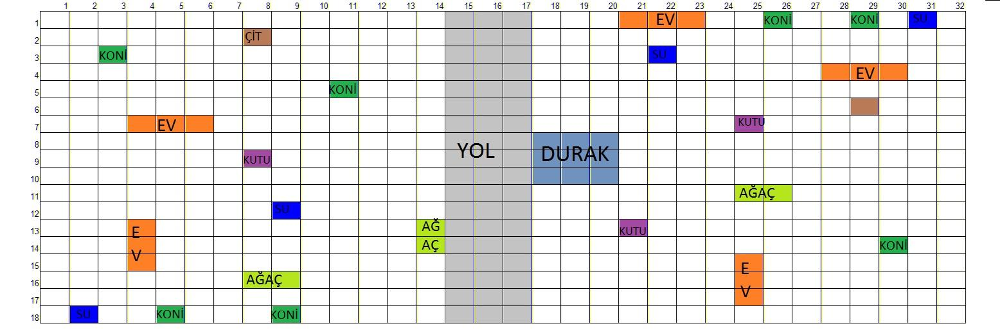 1 2 3 4 5 6 7 8 9 10 11 12 13 14 15 16 17 18 19 20 21 22 23 24 25 26 27 28 29 30 31 32
1 EV KONİ KONİ SU
2 ÇİT
3 KONİ SU
4 EV
5 KONİ
6
7 EV KUTU
8 YOL DURAK
9 KUTU
10
11 AĞAÇ
12 SU
13 E AĞ KUTU
14 V AÇ KONİ
15 E
16 AĞAÇ
17 V
18 SU KONİ KONİ